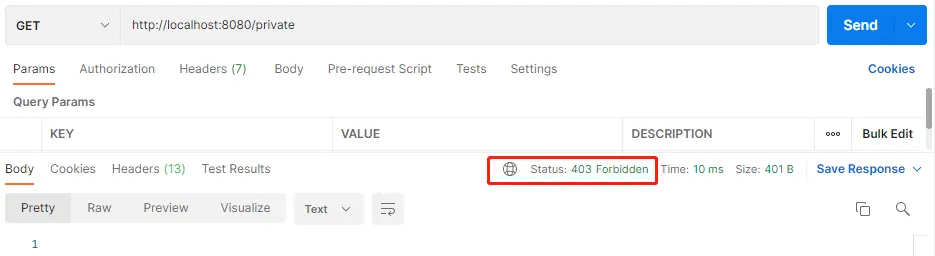 GET http://localhost:8080/private Send
Params Authorization Headers (7) Body Pre-request Script Tests Settings Cookies
Query Params
KEY VALUE DESCRIPTION Bulk Edit
Body Cookies Headers (13) Test Results Status: 403 Forbidden Time: 10 ms Size: 401 B Save Response
Pretty Raw Preview Visualize Text
1